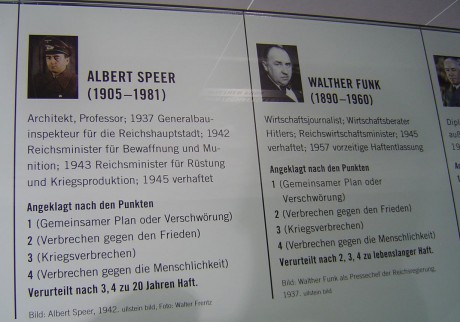 ALBERT SPEER
(1905–1981)
Architekt, Professor; 1937 Generalbau-
inspekteur für die Reichshauptstadt; 1942
Reichsminister für Bewaffnung und Mu-
nition; 1943 Reichsminister für Rüstung
und Kriegsproduktion; 1945 verhaftet
Angeklagt nach den Punkten
1 (Gemeinsamer Plan oder Verschwörung)
2 (Verbrechen gegen den Frieden)
3 (Kriegsverbrechen)
4 (Verbrechen gegen die Menschlichkeit)
Verurteilt nach 3, 4 zu 20 Jahren Haft.
Bild: Albert Speer, 1942. ullstein bild, Foto: Walter Frentz
WALTHER FUNK
(1890–1960)
Wirtschaftsjournalist; Wirtschaftsberater
Hitlers; Reichswirtschaftsminister; 1945
verhaftet; 1957 vorzeitige Haftentlassung
Angeklagt nach den Punkten
1 (Gemeinsamer Plan oder
Verschwörung)
2 (Verbrechen gegen den Frieden)
3 (Kriegsverbrechen)
4 (Verbrechen gegen die Menschlichkeit)
Verurteilt nach 2, 3, 4 zu lebenslanger Haft.
Bild: Walther Funk als Pressechef der Reichsregierung,
1937. ullstein bild